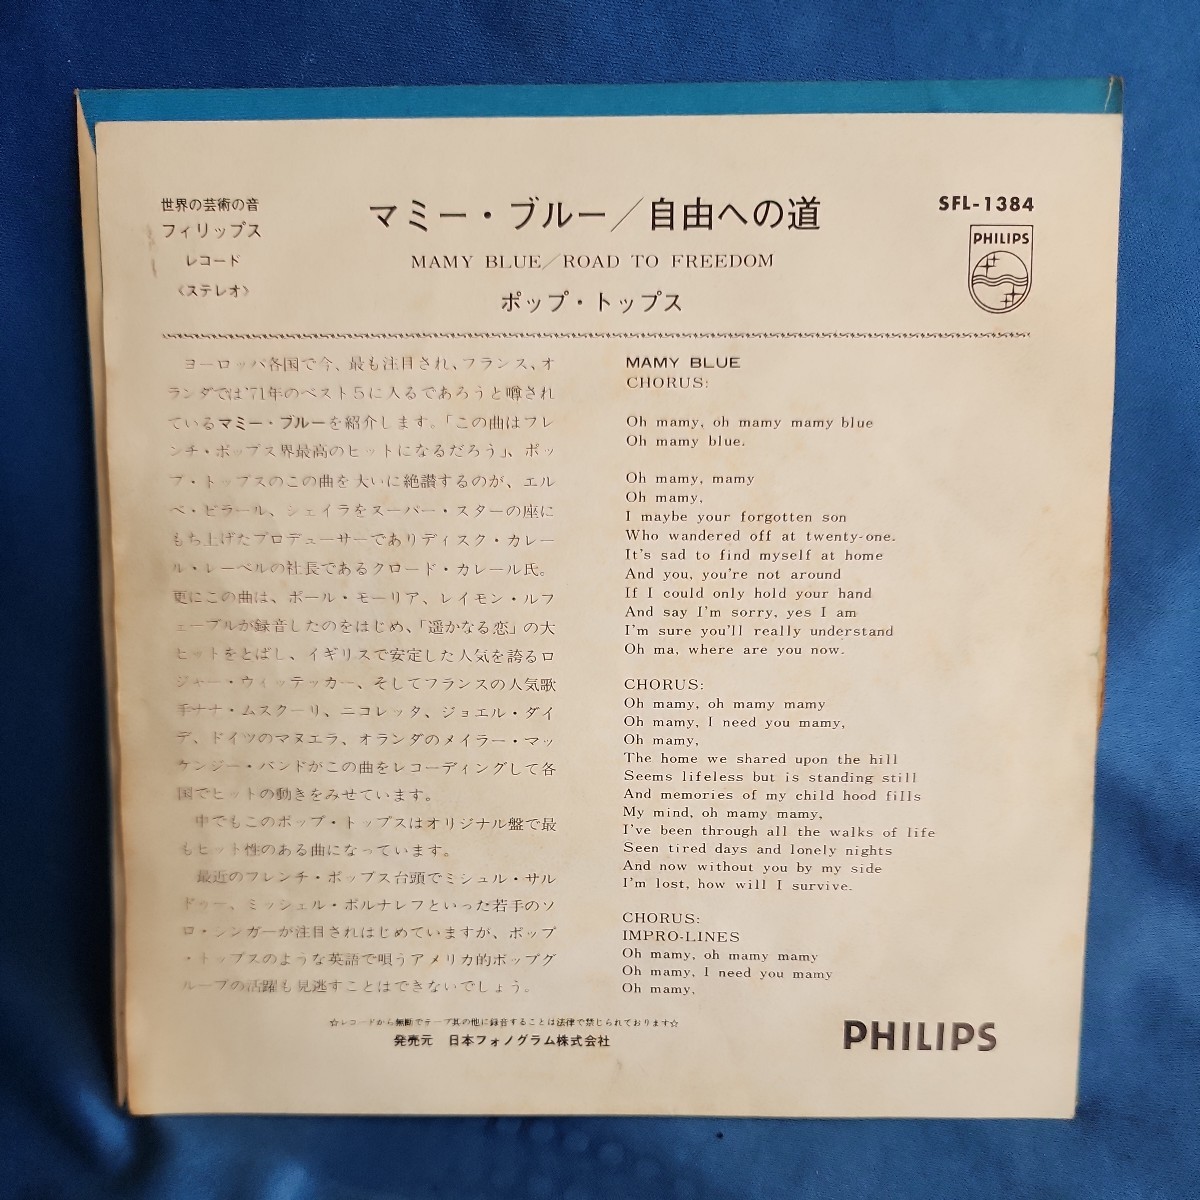 世界の芸術の音
フィリップス
レコード
〈ステレオ〉
マミー・ブルー／自由への道
MAMY BLUE／ROAD TO FREEDOM
ポップ・トップス
SFL-1384
PHILIPS
ヨーロッパ各国で今、最も注目され、フランス、オ
ランダでは'71年のベスト5に入るであろうと噂され
ているマミー・ブルーを紹介します。「この曲はフレ
ンチ・ポップス界最高のヒットになるだろう」、ポッ
プ・トップスのこの曲を大いに絶讃するのが、エル
ベ・ビラール、シェイラをスーパー・スターの座に
もち上げたプロデューサーでありディスク・カレー
ル・レーベルの社長であるクロード・カレール氏。
更にこの曲は、ポール・モーリア、レイモン・ルフ
ェーブルが録音したのをはじめ、「遥かなる恋」の大
ヒットをとばし、イギリスで安定した人気を誇るロ
ジャー・ウィッテッカー、そしてフランスの人気歌
手ナナ・ムスクーリ、ニコレッタ、ジョエル・ダイ
デ、ドイツのマヌエラ、オランダのメイラー・マッ
ケンジー・バンドがこの曲をレコーディングして各
国でヒットの動きをみせています。
中でもこのポップ・トップスはオリジナル盤で最
もヒット性のある曲になっています。
最近のフレンチ・ポップス台頭でミシュル・サル
ドゥー、ミッシェル・ポルナレフといった若手のソ
ロ・シンガーが注目されはじめていますが、ポップ
・トップスのような英語で唄うアメリカ的ポップグ
ループの活躍も見逃すことはできないでしょう。
MAMY BLUE
CHORUS:
Oh mamy, oh mamy mamy blue
Oh mamy blue.
Oh mamy, mamy
Oh mamy,
I maybe your forgotten son
Who wandered off at twenty-one.
It's sad to find myself at home
And you, you're not around
If I could only hold your hand
And say I'm sorry, yes I am
I'm sure you'll really understand
Oh ma, where are you now.
CHORUS:
Oh mamy, oh mamy mamy
Oh mamy, I need you mamy,
Oh mamy,
The home we shared upon the hill
Seems lifeless but is standing still
And memories of my child hood fills
My mind, oh mamy mamy,
I've been through all the walks of life
Seen tired days and lonely nights
And now without you by my side
I'm lost, how will I survive.
CHORUS:
IMPRO-LINES
Oh mamy, oh mamy mamy
Oh mamy, I need you mamy
Oh mamy,
☆レコードから無断でテープ其の他に録音することは法律で禁じられております☆
発売元　日本フォノグラム株式会社
PHILIPS